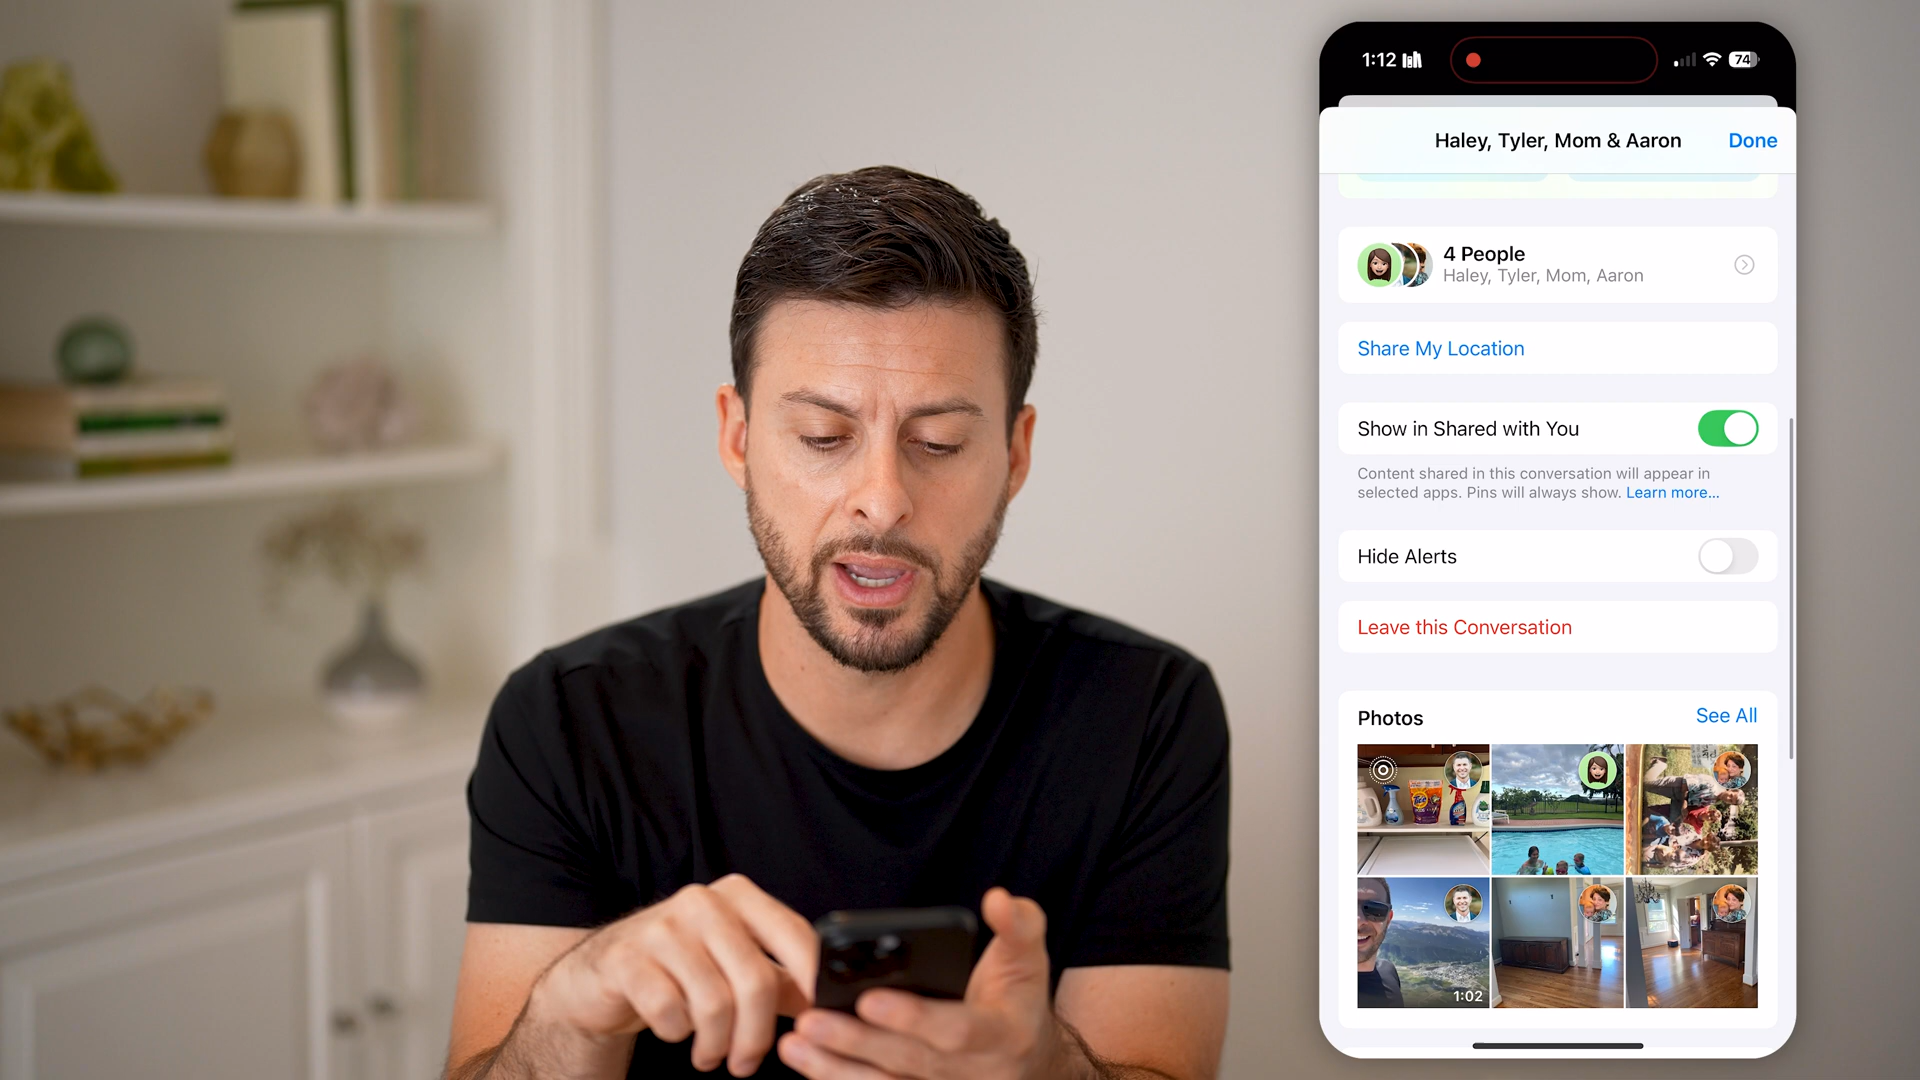 1:12
74
Haley, Tyler, Mom & Aaron
Done
4 People
Haley, Tyler, Mom, Aaron
Share My Location
Show in Shared with You
Content shared in this conversation will appear in
selected apps. Pins will always show. Learn more...
Hide Alerts
Leave this Conversation
Photos
See All
Tide
1:02